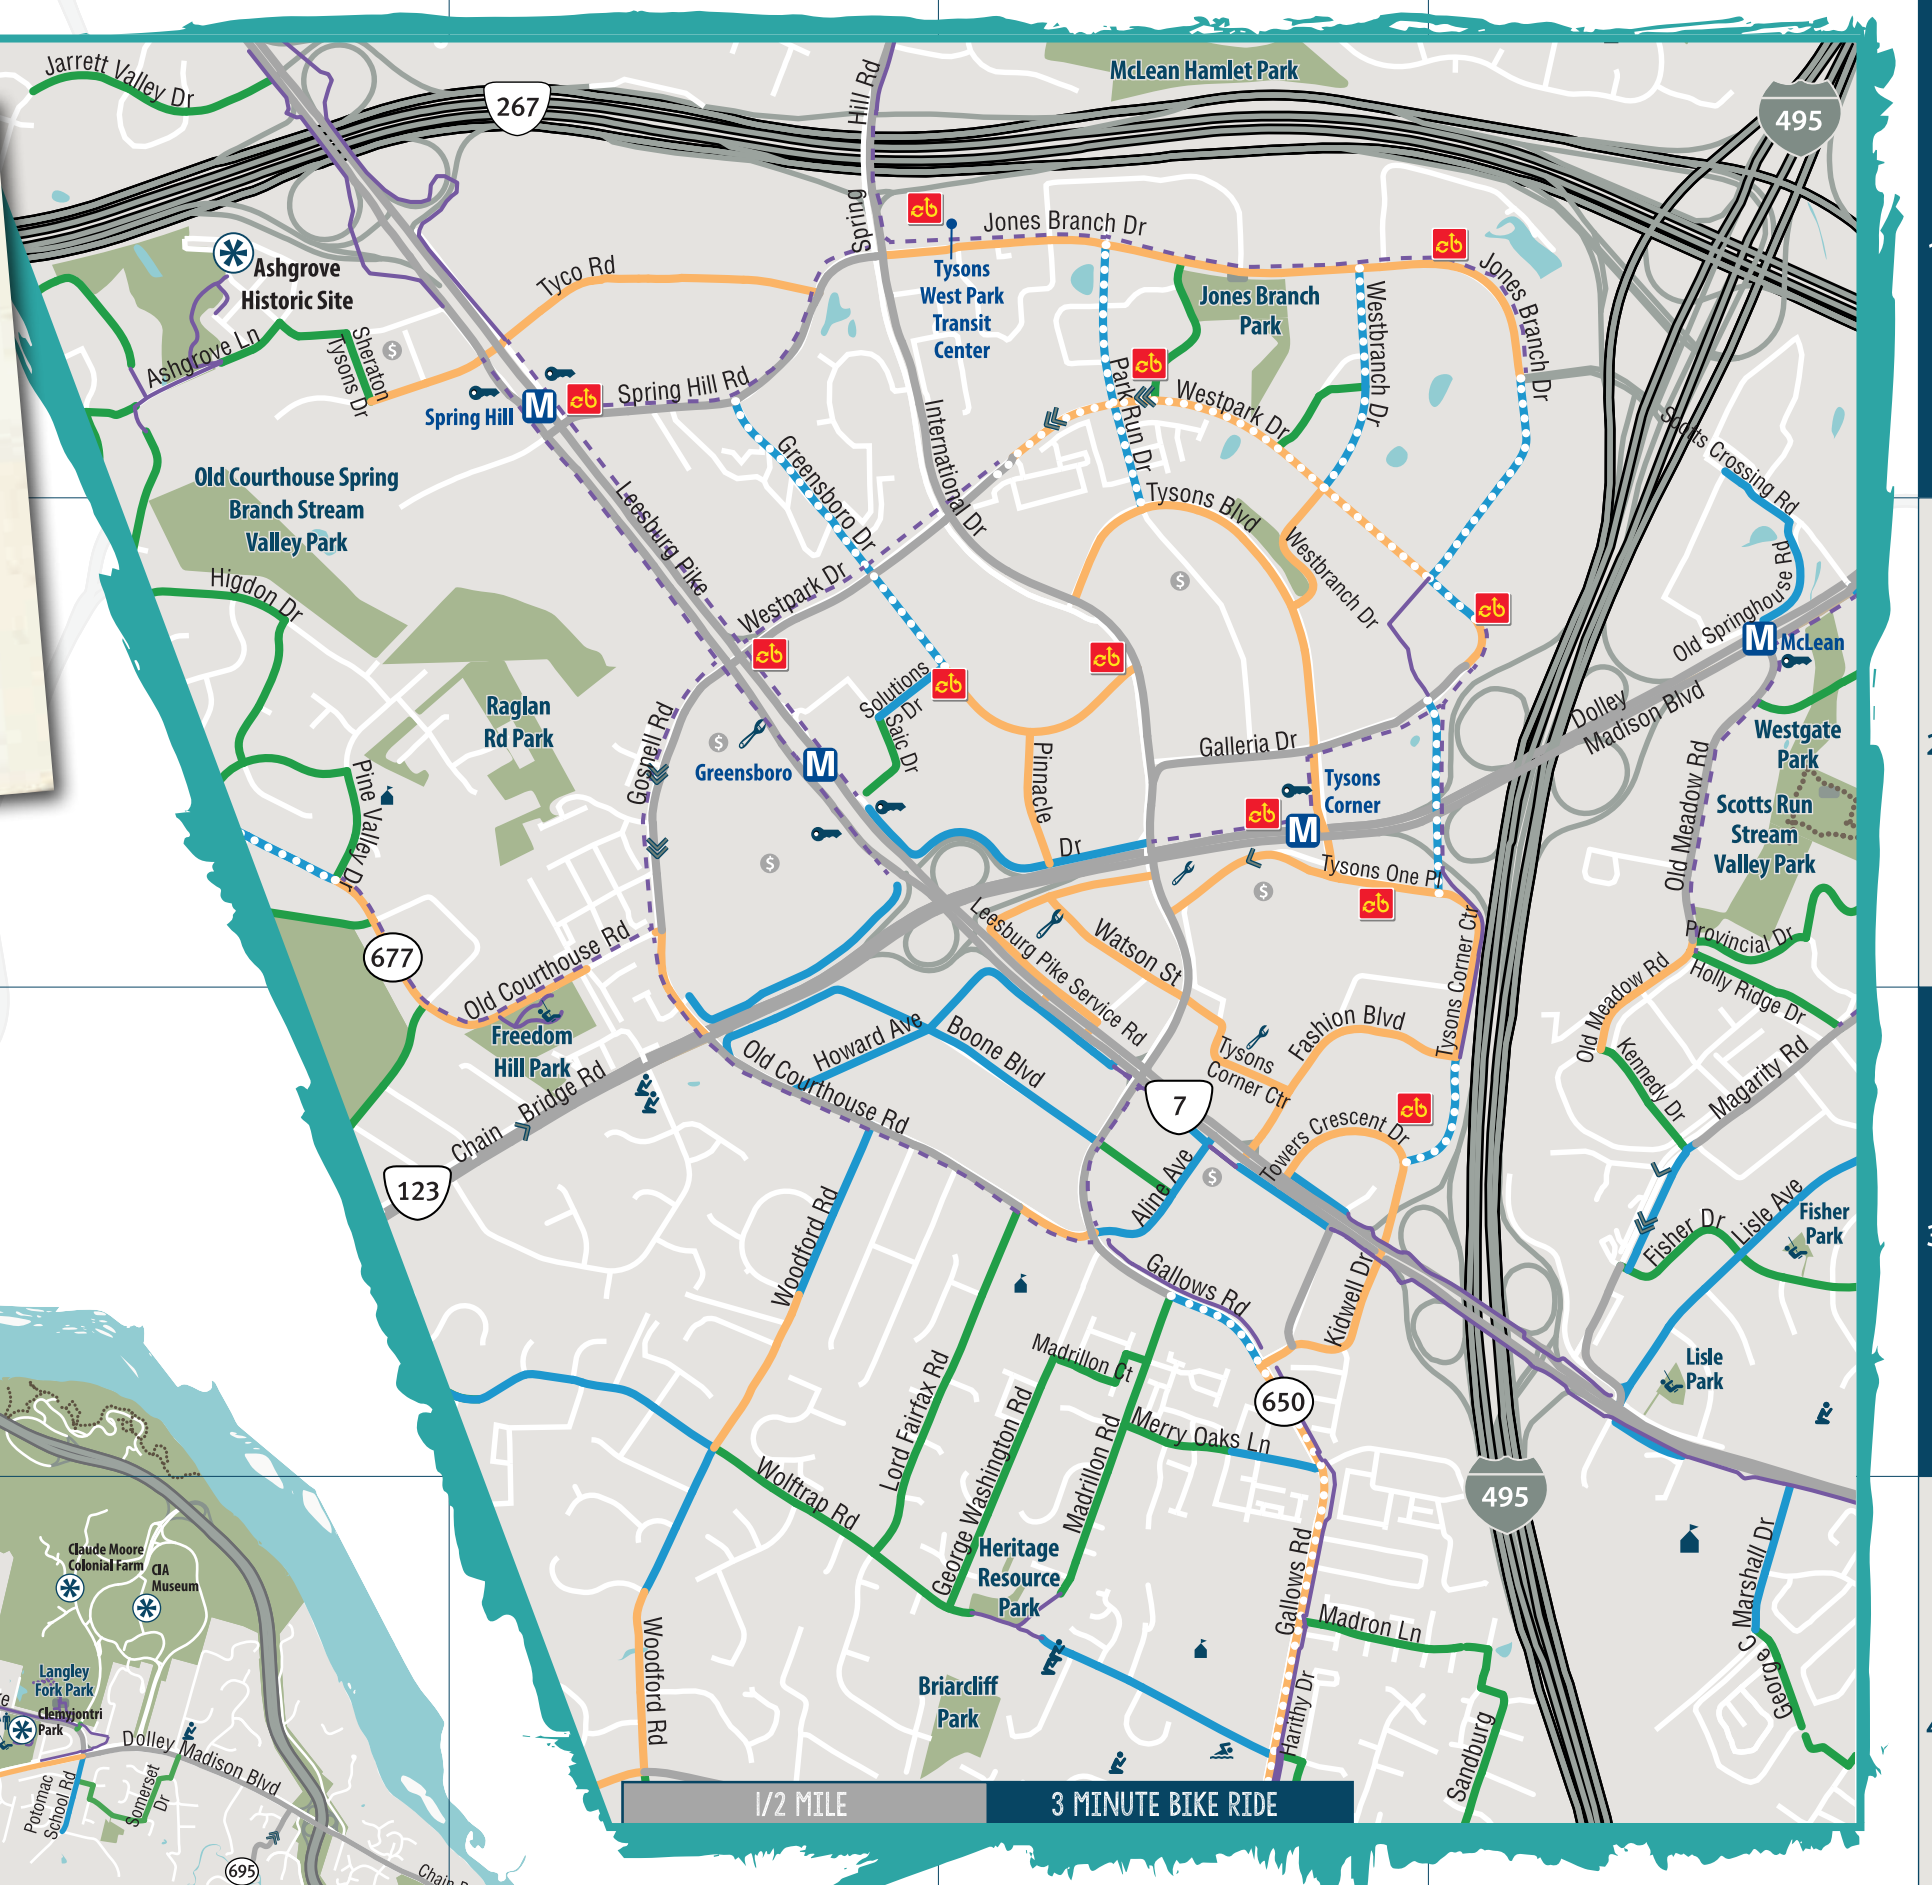 Jarrett Valley Dr
267
Hill Rd
Spring
McLean Hamlet Park
495
Ashgrove
Historic Site
Tyco Rd
Jones Branch Dr
Tysons
West Park
Transit
Center
Jones Branch
Park
Jones Branch Dr
Westbranch Dr
Ashgrove Ln
Sheraton
Tysons Dr
Spring Hill
M
Spring Hill Rd
Park Run Dr
Westpark Dr
Scotts Crossing Rd
Greensboro Dr
International Dr
Old Courthouse Spring
Branch Stream
Valley Park
Leesburg Pike
Tysons Blvd
Westbranch Dr
Higdon Dr
Westpark Dr
Old Springhouse Rd
M
McLean
Raglan
Rd Park
Gosnell Rd
Solutions
Dr
Saic Dr
Greensboro
M
Pinnacle
Dr
Galleria Dr
Tysons
Corner
M
Dolley
Madison Blvd
Westgate
Park
Old Meadow Rd
Scotts Run
Stream
Valley Park
Pine Valley Dr
Tysons One Pl
677
Old Courthouse Rd
Leesburg Pike Service Rd
Watson St
Tysons Corner Ctr
Provincial Dr
Holly Ridge Dr
Old Meadow Rd
Freedom
Hill Park
Howard Ave
Boone Blvd
Fashion Blvd
Tysons
Corner Ctr
Kennedy Dr
Magarity Rd
Chain
Bridge Rd
Old Courthouse Rd
7
Towers Crescent Dr
123
Aline Ave
Woodford Rd
Fisher Dr
Lisle Ave
Fisher
Park
Gallows Rd
Kidwell Dr
Madrillon Ct
Lisle
Park
Lord Fairfax Rd
George Washington Rd
Madrillon Rd
Merry Oaks Ln
650
495
Wolftrap Rd
Heritage
Resource
Park
Gallows Rd
Madron Ln
George C Marshall Dr
Woodford Rd
Briarcliff
Park
Harithy Dr
Sandburg
1/2 MILE
3 MINUTE BIKE RIDE
Claude Moore
Colonial Farm
CIA
Museum
Langley
Fork Park
Clemyjontri
Park
Dolley Madison Blvd
Potomac
School Rd
Somerset
Dr
695
Chain